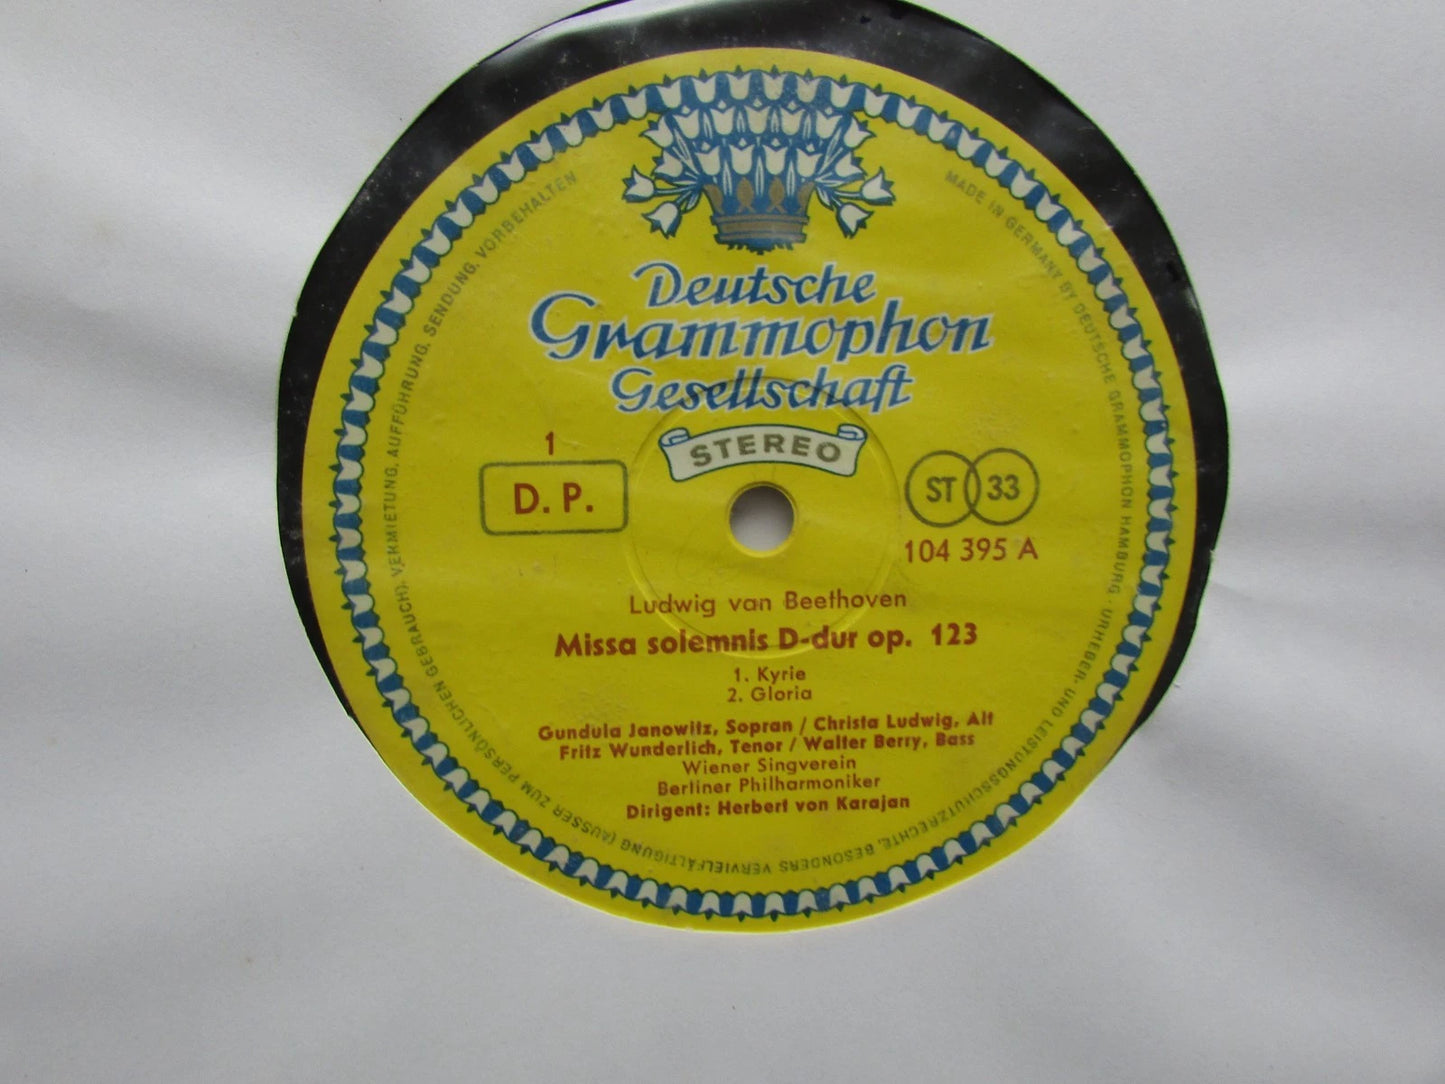 Deutsche
Grammophon
Gesellschaft
STEREO
1
D. P.
ST 33
104 395 A
Ludwig van Beethoven
Missa solemnis D-dur op. 123
1. Kyrie
2. Gloria
Gundula Janowitz, Sopran / Christa Ludwig, Alt
Fritz Wunderlich, Tenor / Walter Berry, Bass
Wiener Singverein
Berliner Philharmoniker
Dirigent: Herbert von Karajan
MADE IN GERMANY BY DEUTSCHE GRAMMOPHON HAMBURG · URHEBER- UND LEISTUNGSSCHUTZRECHTE, BESONDERS VERVIELFÄLTIGUNG (AUSSER ZUM PERSÖNLICHEN GEBRAUCH), VERMIETUNG, AUFFÜHRUNG, SENDUNG, VORBEHALTEN